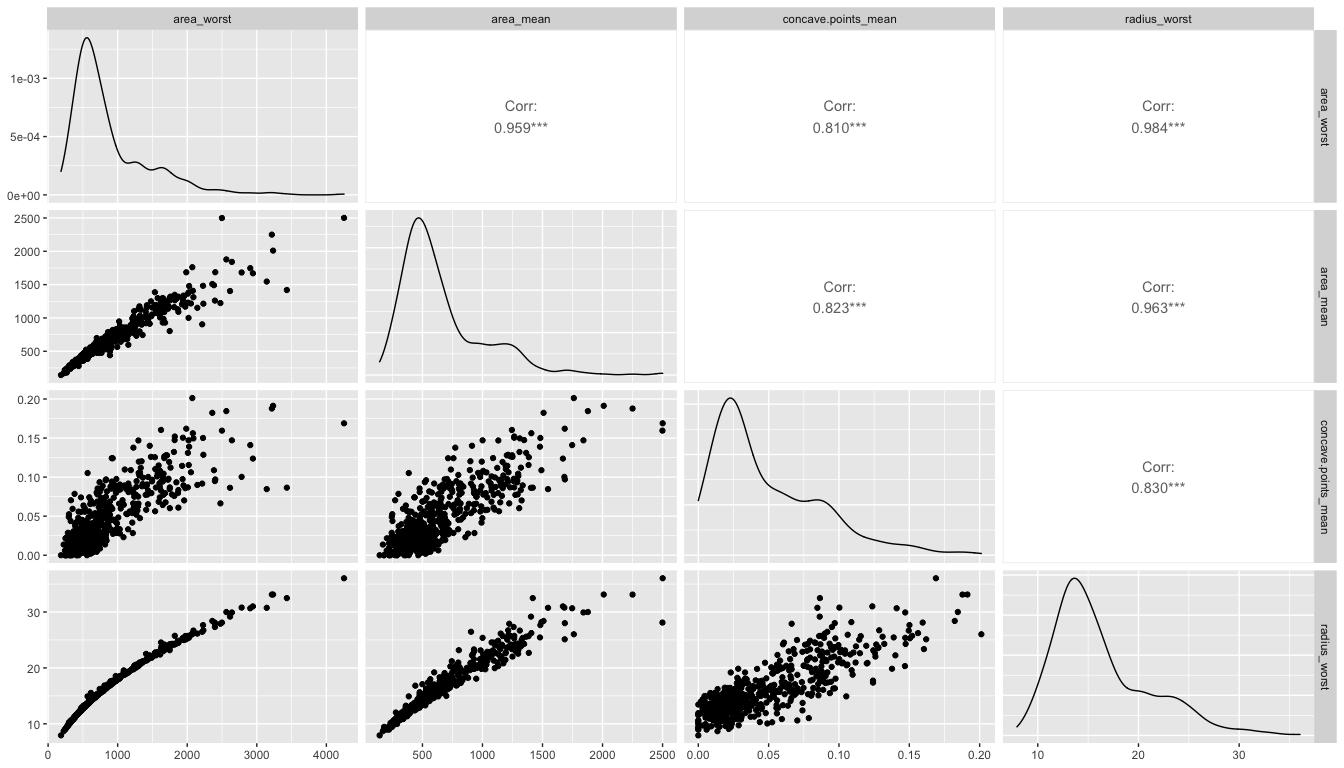 area_worst area_mean concave.points_mean radius_worst
1e-03
5e-04
0e+00
Corr:
0.959***
Corr:
0.810***
Corr:
0.984***
area_worst
2500
2000
1500
1000
500
Corr:
0.823***
Corr:
0.963***
area_mean
0.20
0.15
0.10
0.05
0.00
Corr:
0.830***
concave.points_mean
30
20
10
radius_worst
0 1000 2000 3000 4000
500 1000 1500 2000 2500
0.00 0.05 0.10 0.15 0.20
10 20 30